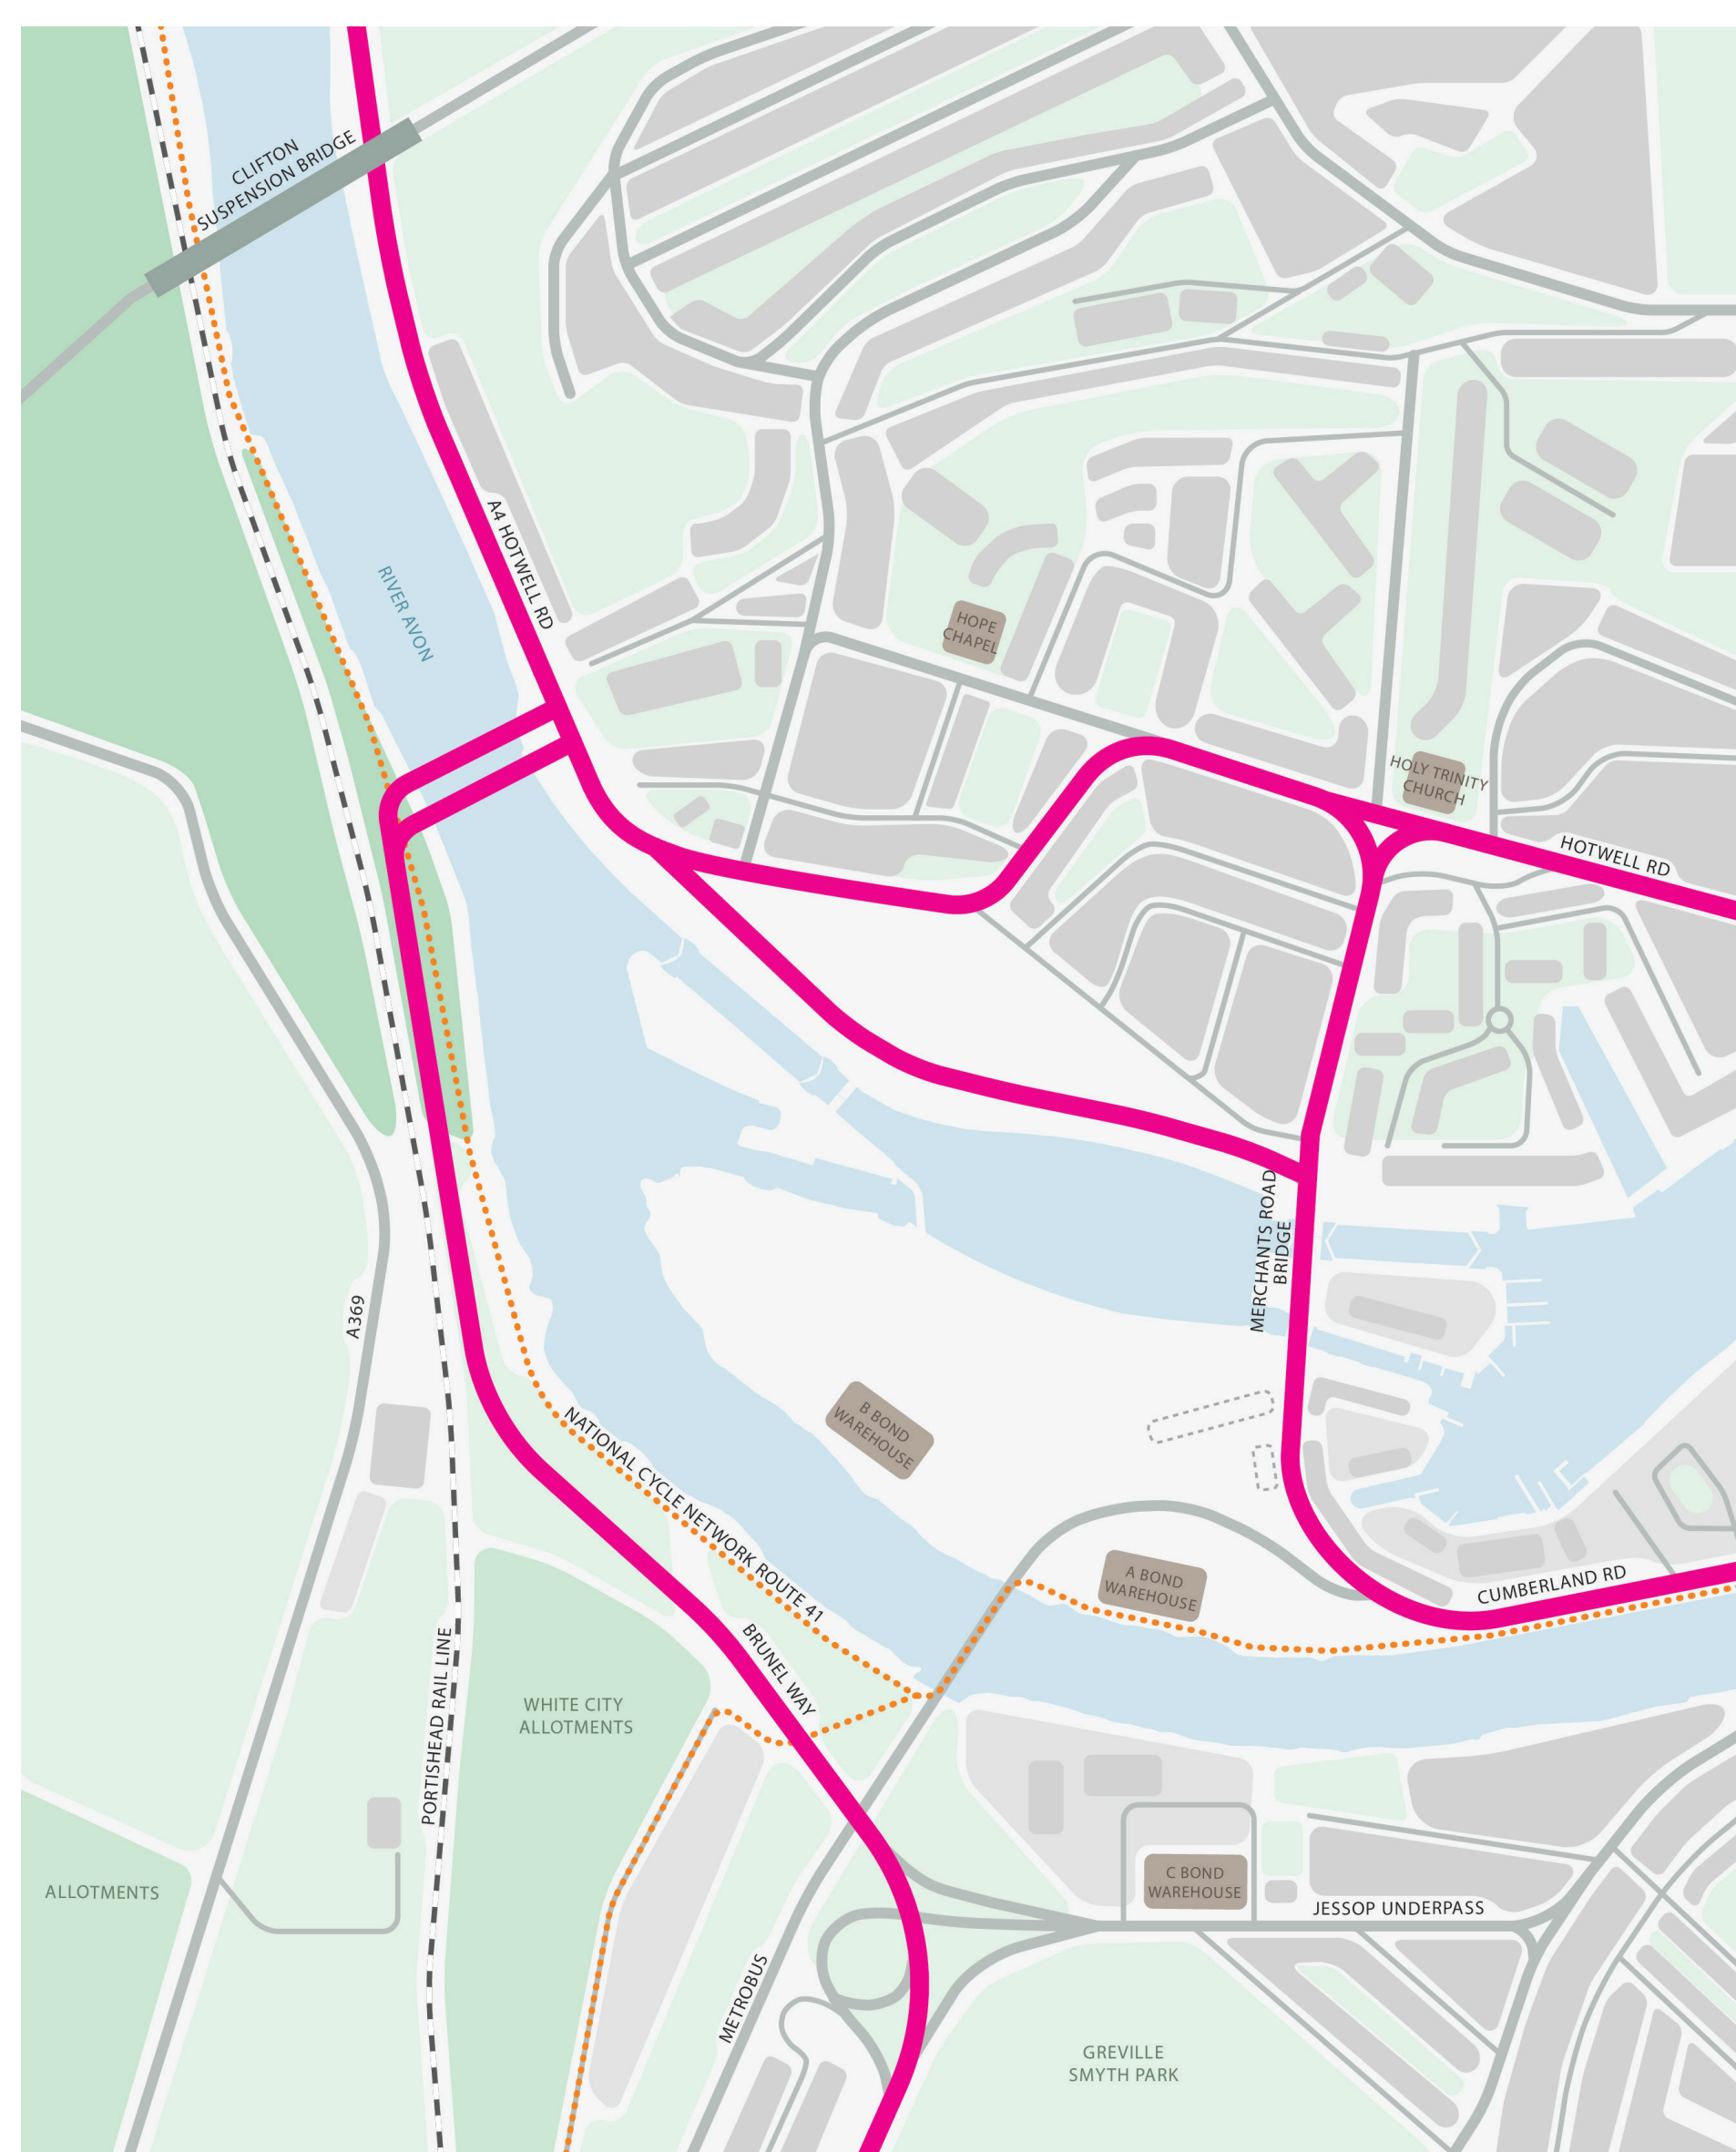 CLIFTON
SUSPENSION BRIDGE
A4 HOTWELL RD
RIVER AVON
HOPE
CHAPEL
HOLY TRINITY
CHURCH
HOTWELL RD
MERCHANTS ROAD
BRIDGE
A369
B BOND
WAREHOUSE
NATIONAL CYCLE NETWORK ROUTE 41
A BOND
WAREHOUSE
CUMBERLAND RD
BRUNEL WAY
PORTISHEAD RAIL LINE
WHITE CITY
ALLOTMENTS
ALLOTMENTS
C BOND
WAREHOUSE
JESSOP UNDERPASS
METROBUS
GREVILLE
SMYTH PARK